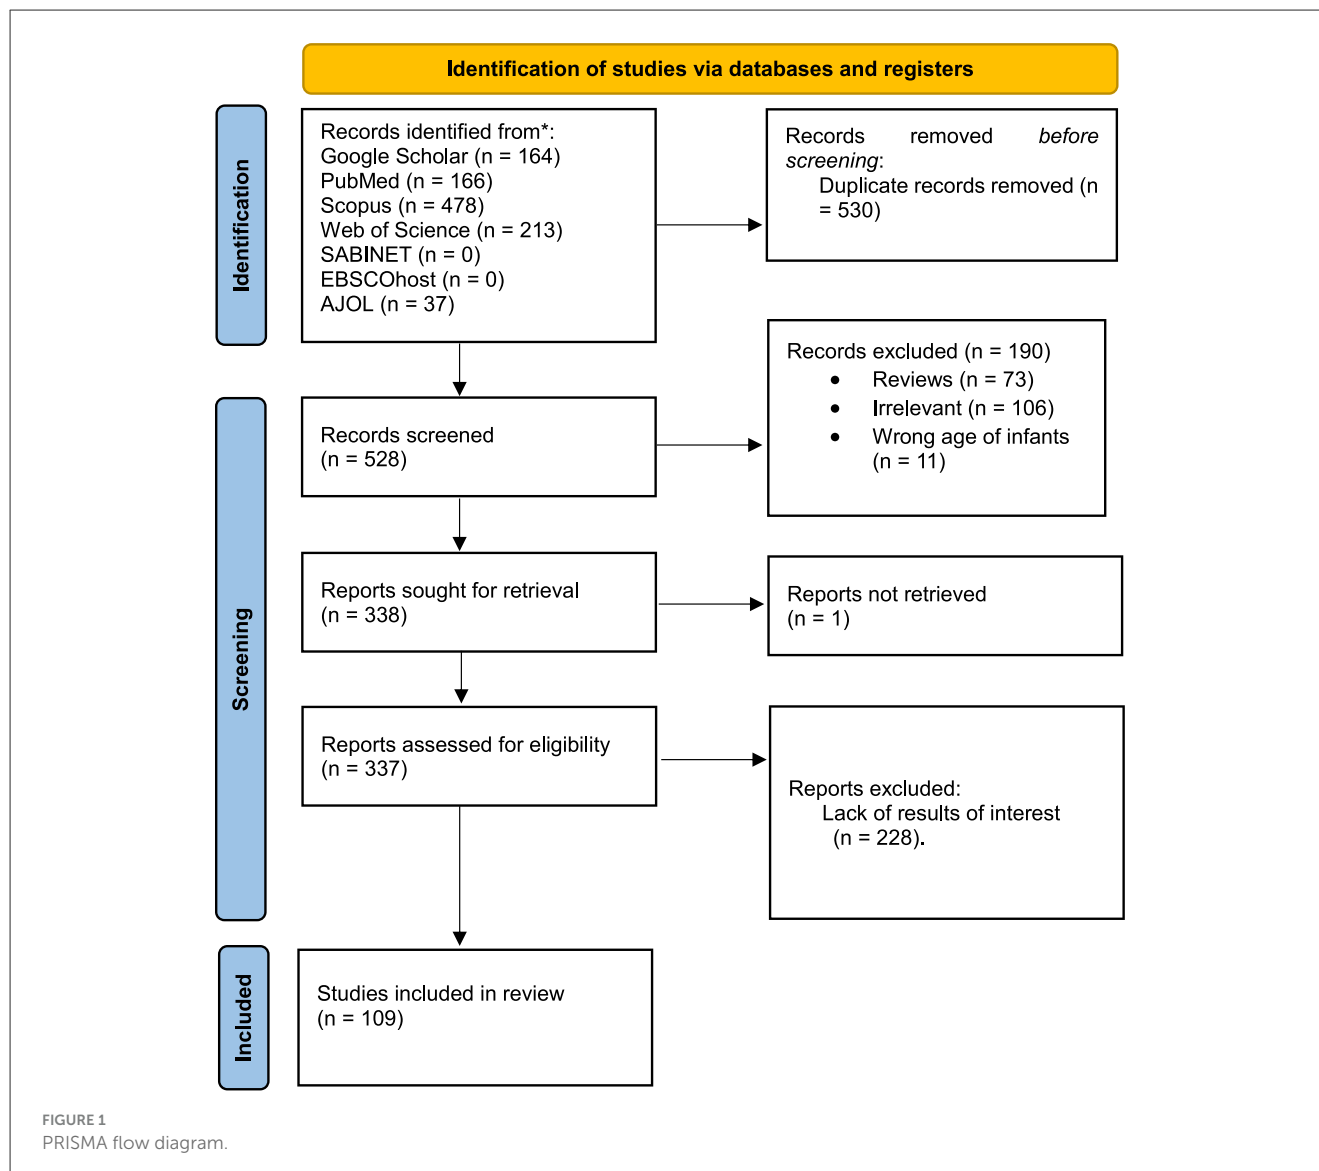 Identification of studies via databases and registers
Identification
Records identified from*:
Google Scholar (n = 164)
PubMed (n = 166)
Scopus (n = 478)
Web of Science (n = 213)
SABINET (n = 0)
EBSCOhost (n = 0)
AJOL (n = 37)
Records removed before
screening:
Duplicate records removed (n
= 530)
Screening
Records screened
(n = 528)
Records excluded (n = 190)
• Reviews (n = 73)
• Irrelevant (n = 106)
• Wrong age of infants
(n = 11)
Reports sought for retrieval
(n = 338)
Reports not retrieved
(n = 1)
Reports assessed for eligibility
(n = 337)
Reports excluded:
Lack of results of interest
(n = 228).
Included
Studies included in review
(n = 109)
FIGURE 1
PRISMA flow diagram.